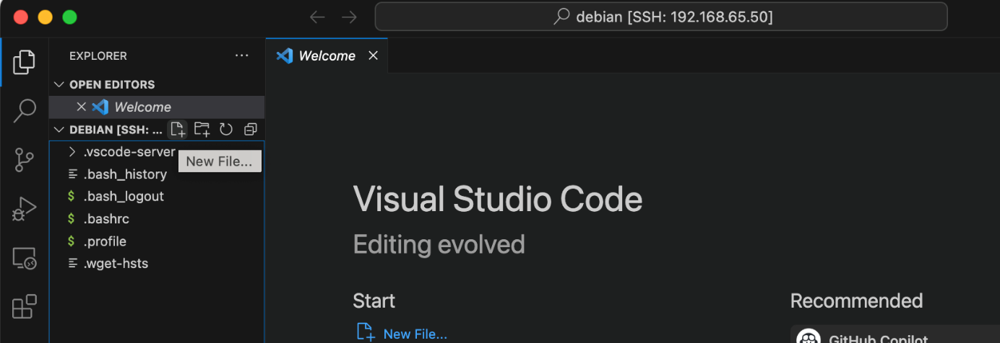 debian [SSH: 192.168.65.50]
EXPLORER
OPEN EDITORS
Welcome
DEBIAN [SSH: ...
.vscode-server
New File...
.bash_history
$ .bash_logout
$ .bashrc
$ .profile
.wget-hsts
Welcome
Visual Studio Code
Editing evolved
Start
New File...
Recommended
GitHub Copilot